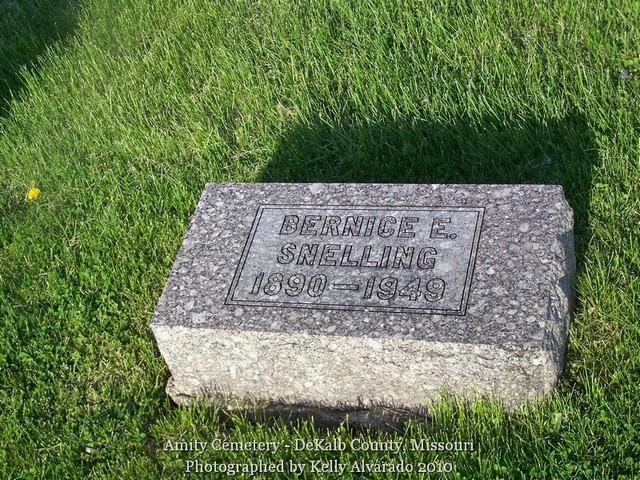 BERNICE E.
SNELLING
1890—1949
Amity Cemetery - DeKalb County, Missouri
Photographed by Kelly Alvarado 2010